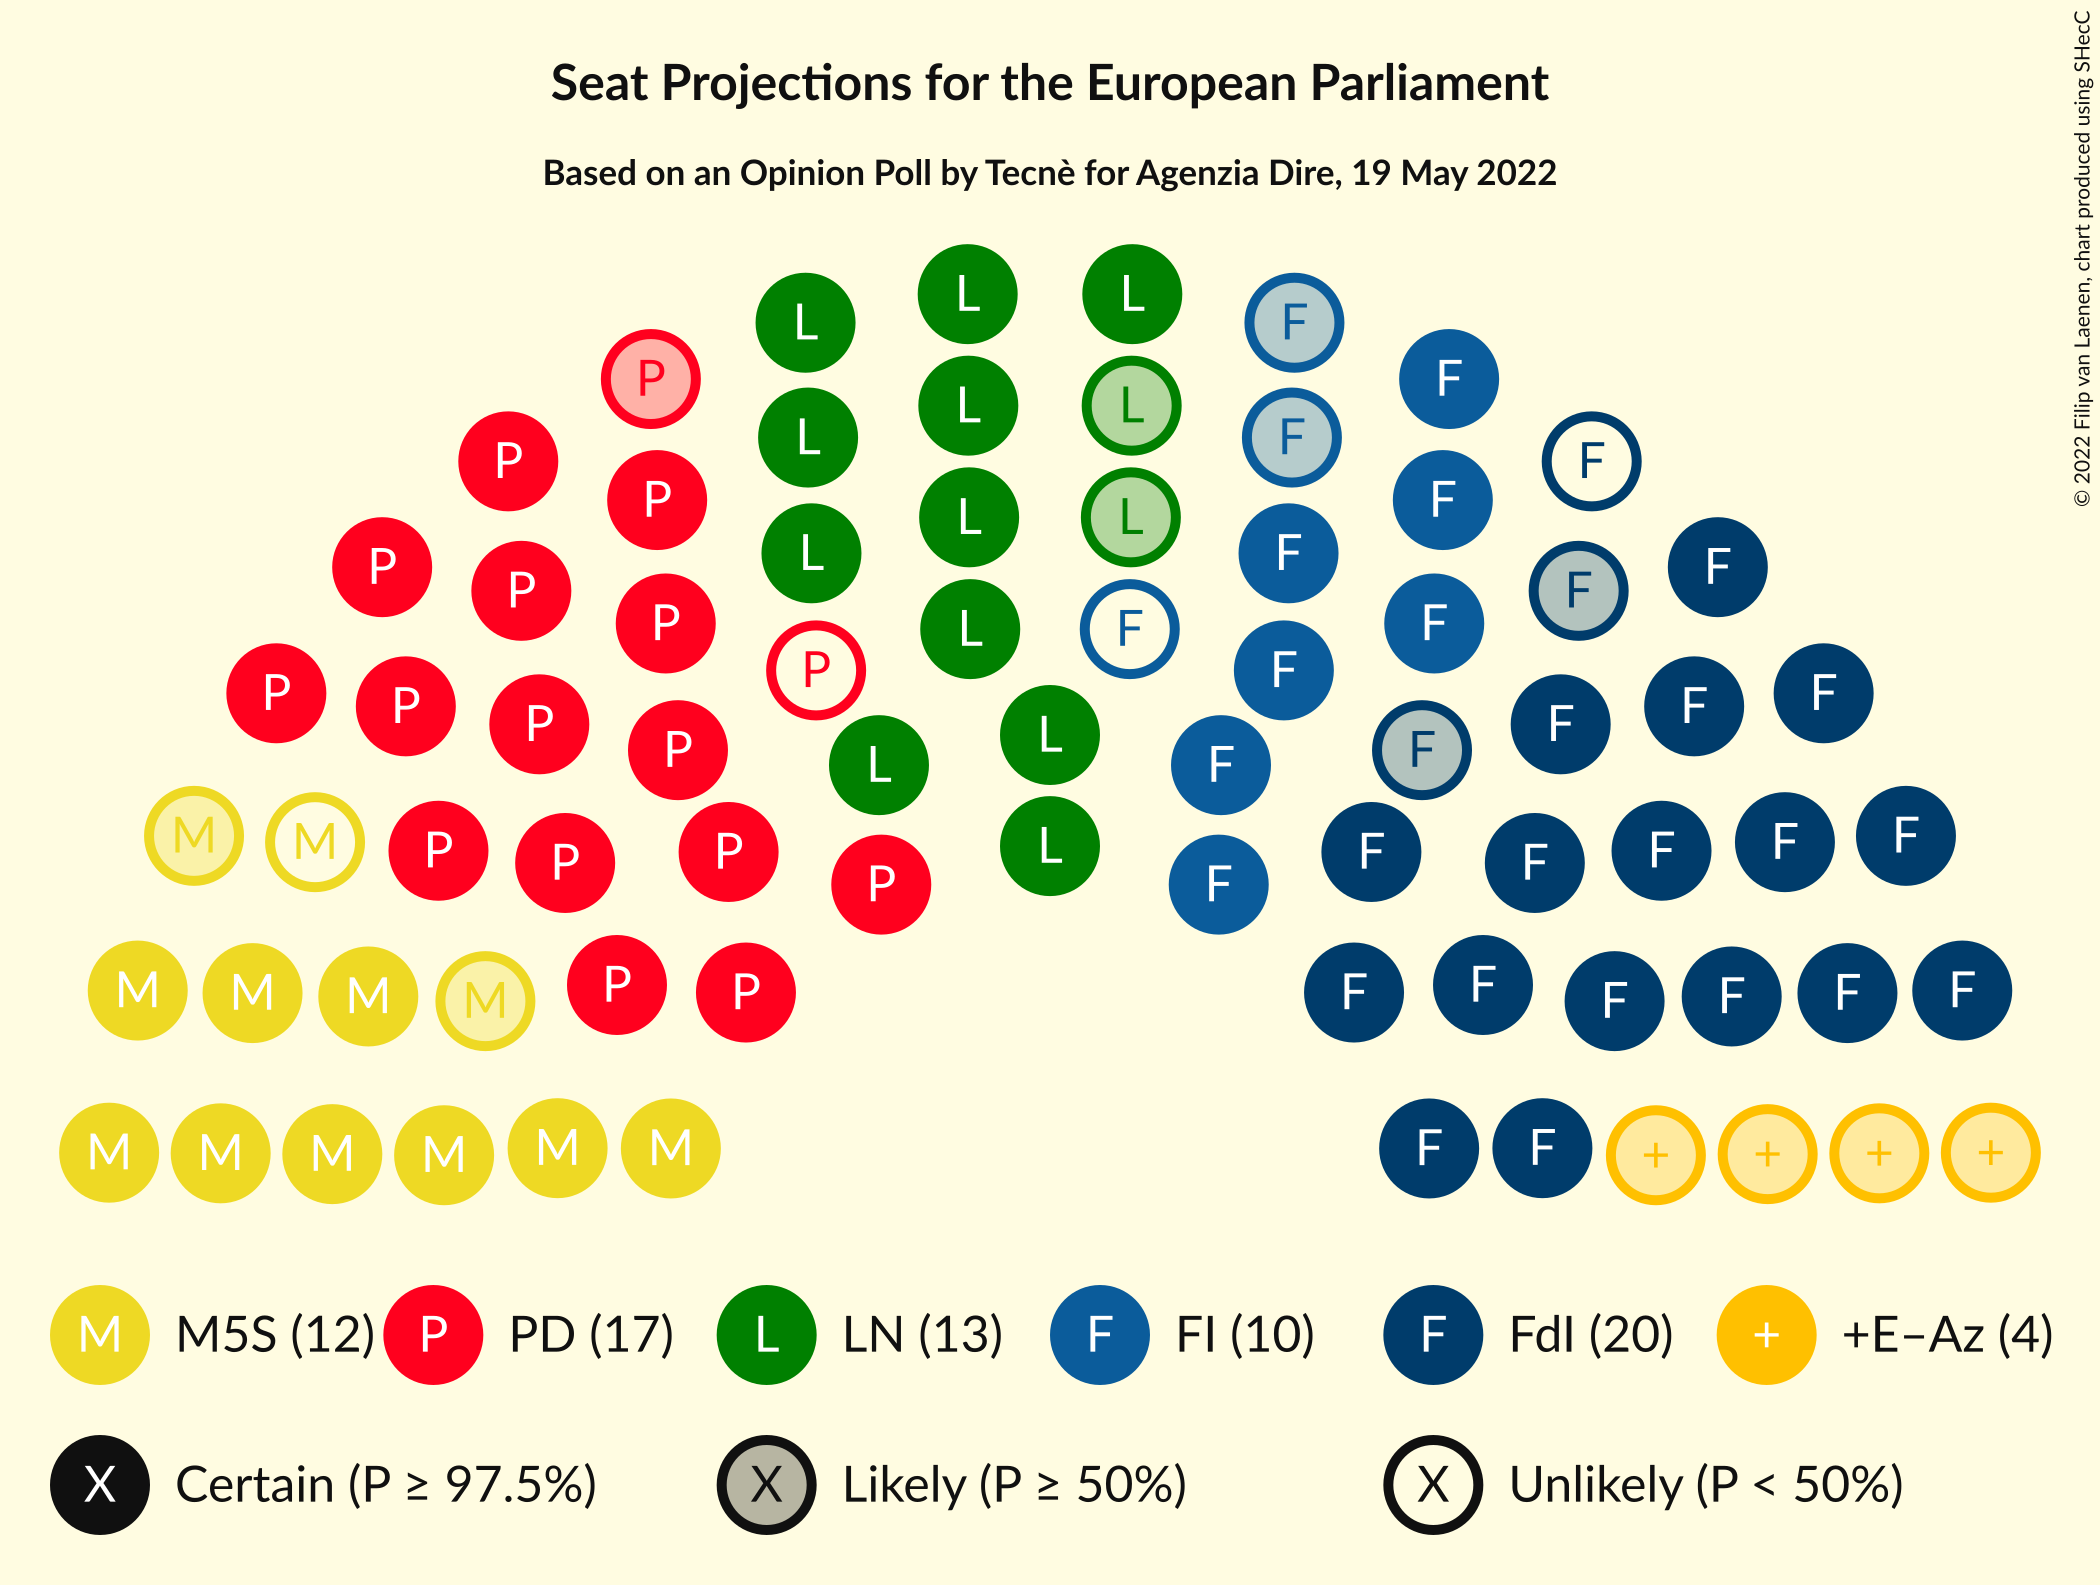 Seat Projections for the European Parliament
Based on an Opinion Poll by Tecnè for Agenzia Dire, 19 May 2022
© 2022 Filip van Laenen, chart produced using SHecC
L L
L L F
P L L F
L L F
P F F
P P L L F F
L L F
P P F F
P P L F F
P F F
P P L F F
P P F F F F
P P L F F
L F
M M P P P L F F F F F
P F
M M M M P P F F F F F F
M M M M M M F F + + + +
M M5S (12) P PD (17) L LN (13) F FI (10) F FdI (20) + +E–Az (4)
X Certain (P ≥ 97.5%) X Likely (P ≥ 50%) X Unlikely (P < 50%)